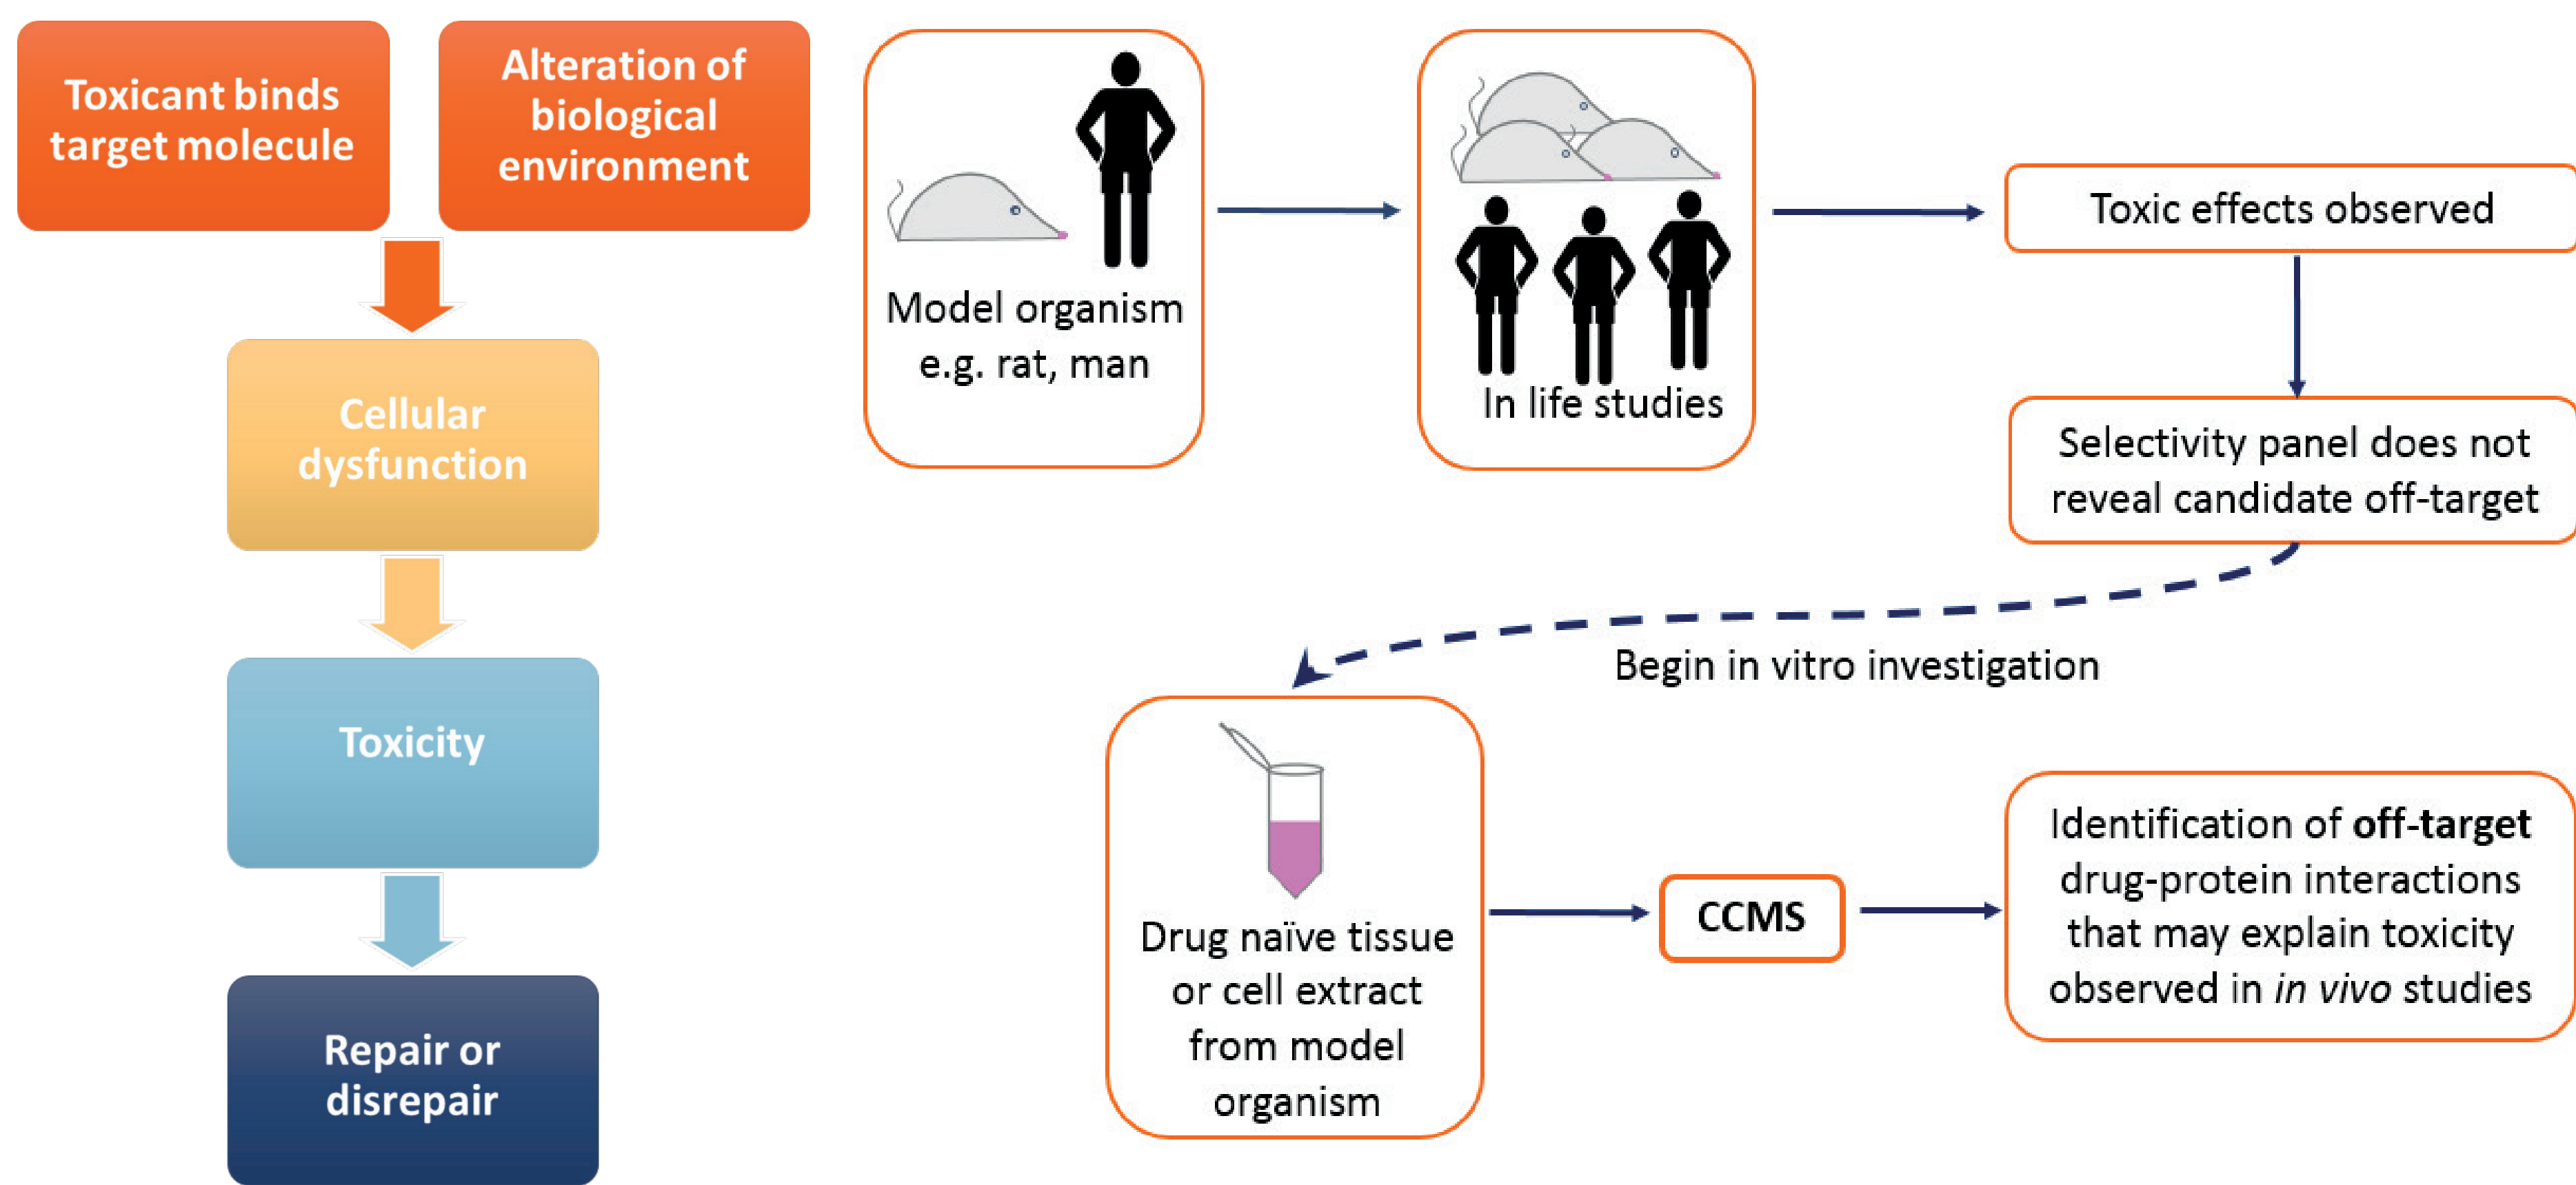 Toxicant binds
target molecule
Alteration of
biological
environment
Cellular
dysfunction
Toxicity
Repair or
disrepair
Model organism
e.g. rat, man
In life studies
Toxic effects observed
Selectivity panel does not
reveal candidate off-target
Begin in vitro investigation
Drug naïve tissue
or cell extract
from model
organism
CCMS
Identification of off-target
drug-protein interactions
that may explain toxicity
observed in in vivo studies